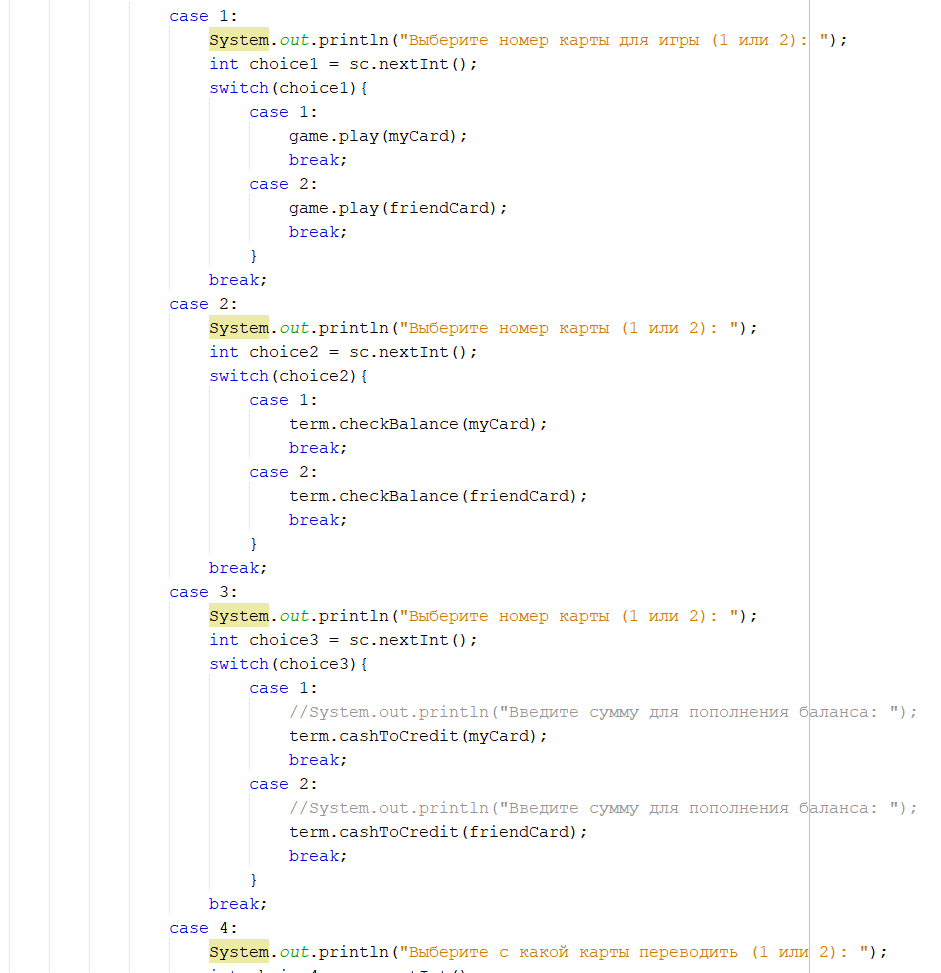 case 1:
System.out.println("Выберите номер карты для игры (1 или 2): ");
int choice1 = sc.nextInt();
switch(choice1){
case 1:
game.play(myCard);
break;
case 2:
game.play(friendCard);
break;
}
break;
case 2:
System.out.println("Выберите номер карты (1 или 2): ");
int choice2 = sc.nextInt();
switch(choice2){
case 1:
term.checkBalance(myCard);
break;
case 2:
term.checkBalance(friendCard);
break;
}
break;
case 3:
System.out.println("Выберите номер карты (1 или 2): ");
int choice3 = sc.nextInt();
switch(choice3){
case 1:
//System.out.println("Введите сумму для пополнения баланса: ");
term.cashToCredit(myCard);
break;
case 2:
//System.out.println("Введите сумму для пополнения баланса: ");
term.cashToCredit(friendCard);
break;
}
break;
case 4:
System.out.println("Выберите с какой карты переводить (1 или 2): ");